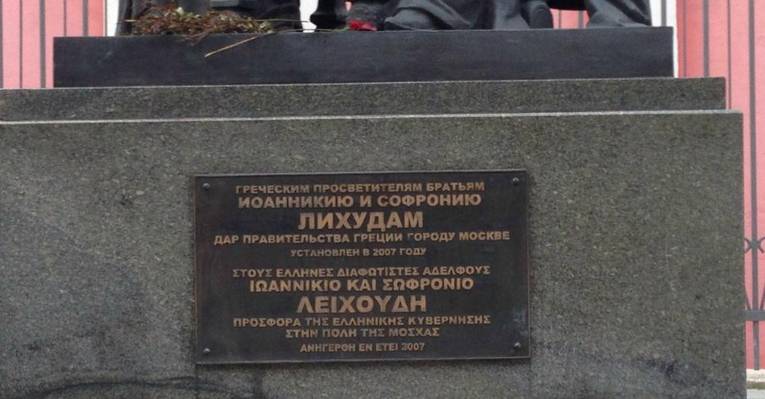 ГРЕЧЕСКИМ ПРОСВЕТИТЕЛЯМ БРАТЬЯМ
ИОАННИКИЮ И СОФРОНИЮ
ЛИХУДАМ
ДАР ПРАВИТЕЛЬСТВА ГРЕЦИИ ГОРОДУ МОСКВЕ
УСТАНОВЛЕН В 2007 ГОДУ
ΣΤΟΥΣ ΕΛΛΗΝΕΣ ΔΙΑΦΩΤΙΣΤΕΣ ΑΔΕΛΦΟΥΣ
ΙΩΑΝΝΙΚΙΟ ΚΑΙ ΣΩΦΡΟΝΙΟ
ΛΕΙΧΟΥΔΗ
ΠΡΟΣΦΟΡΑ ΤΗΣ ΕΛΛΗΝΙΚΗΣ ΚΥΒΕΡΝΗΣΗΣ
ΣΤΗΝ ΠΟΛΗ ΤΗΣ ΜΟΣΧΑΣ
ΑΝΗΓΕΡΘΗ ΕΝ ΕΤΕΙ 2007